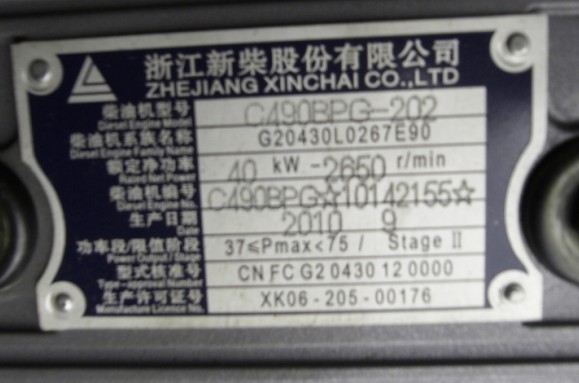 浙江新柴股份有限公司
ZHEJIANG XINCHAI CO.,LTD
柴油机型号 C490BPG-202
柴油机系族名称 G20430L0267E90
Diesel Engine Family Name
额定净功率 40 kW -2650 r/min
Rated Net Power
柴油机编号 C490BPG☆10142155☆
Diesel Engine No.
生产日期 2010 9
Date
功率段/限值阶段 37≤Pmax<75 / Stage II
Power Output / Stage
型式核准号 CNFC G2 0430 12 0000
Type-approval Number
生产许可证号 XK06-205-00176
Manufacture Licence No.